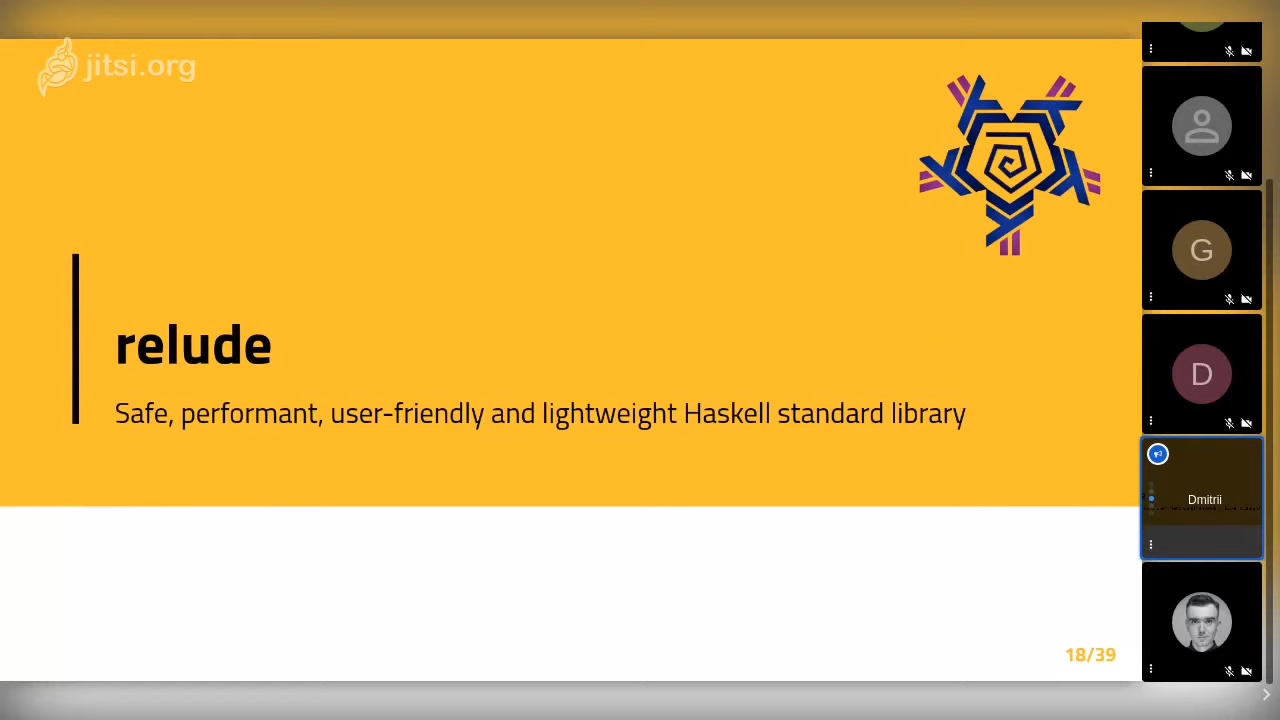 jitsi.org
relude
Safe, performant, user-friendly and lightweight Haskell standard library
18/39
G
D
Dmitrii